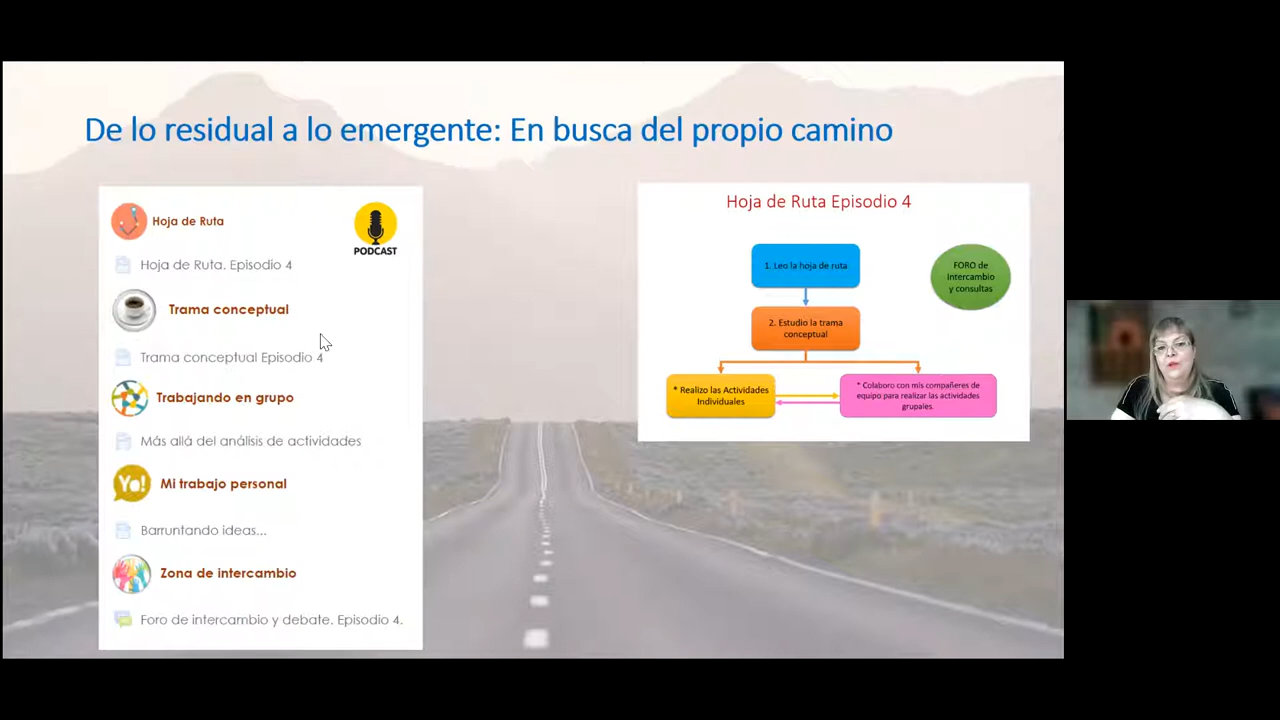 De lo residual a lo emergente: En busca del propio camino
Hoja de Ruta
PODCAST
Hoja de Ruta. Episodio 4
Trama conceptual
Trama conceptual Episodio 4
Trabajando en grupo
Más allá del análisis de actividades
Yo!
Mi trabajo personal
Barruntando ideas...
Zona de intercambio
Foro de intercambio y debate. Episodio 4.
Hoja de Ruta Episodio 4
1. Leo la hoja de ruta
FORO de
Intercambio
y consultas
2. Estudio la trama
conceptual
* Realizo las Actividades
Individuales
* Colaboro con mis compañeres de
equipo para realizar las actividades
grupales.